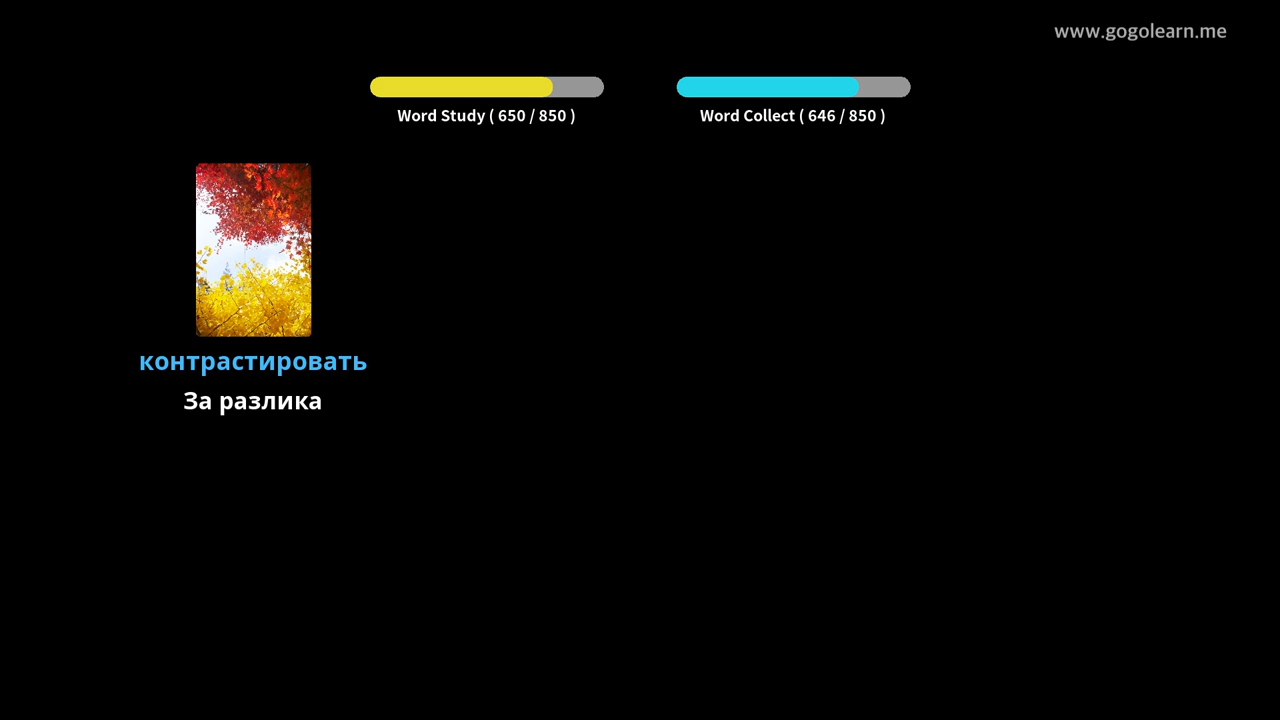 www.gogolearn.me
Word Study ( 650 / 850 )
Word Collect ( 646 / 850 )
контрастировать
За разлика